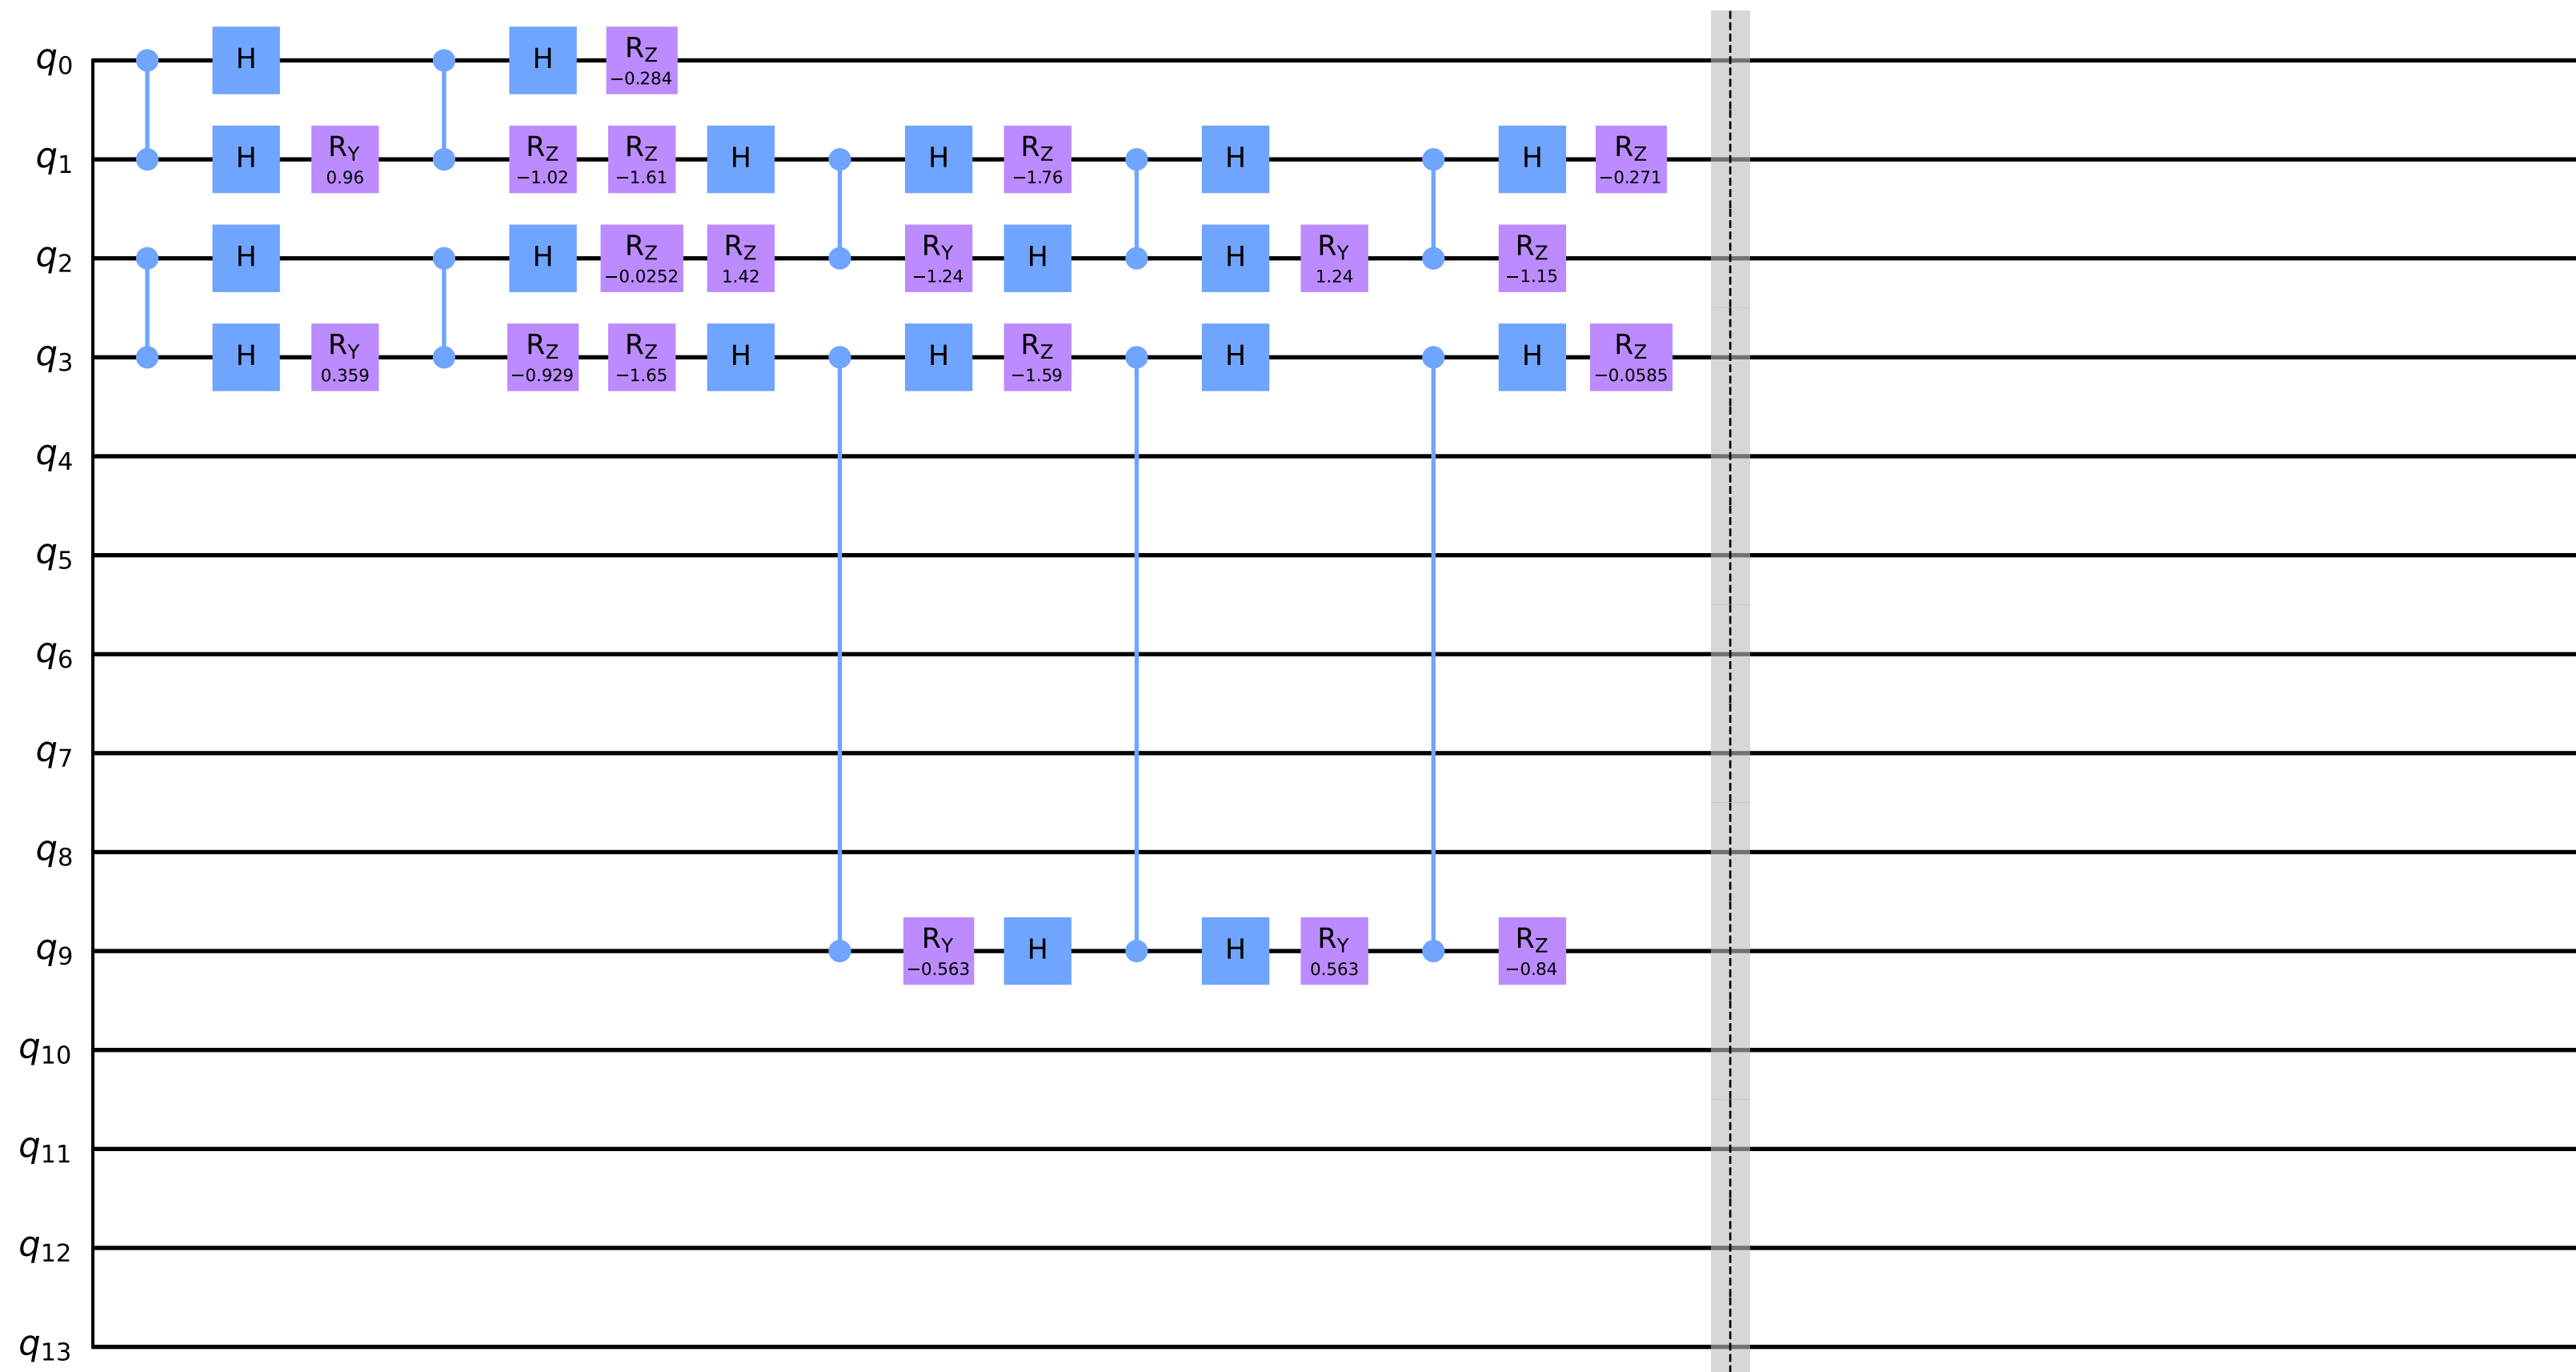 q0 H H RZ −0.284
q1 H RY 0.96 RZ −1.02 RZ −1.61 H H RZ −1.76 H H RZ −0.271
q2 H H RZ −0.0252 RZ 1.42 RY −1.24 H H RY 1.24 RZ −1.15
q3 H RY 0.359 RZ −0.929 RZ −1.65 H H RZ −1.59 H H RZ −0.0585
q4
q5
q6
q7
q8
q9 RY −0.563 H H RY 0.563 RZ −0.84
q10
q11
q12
q13